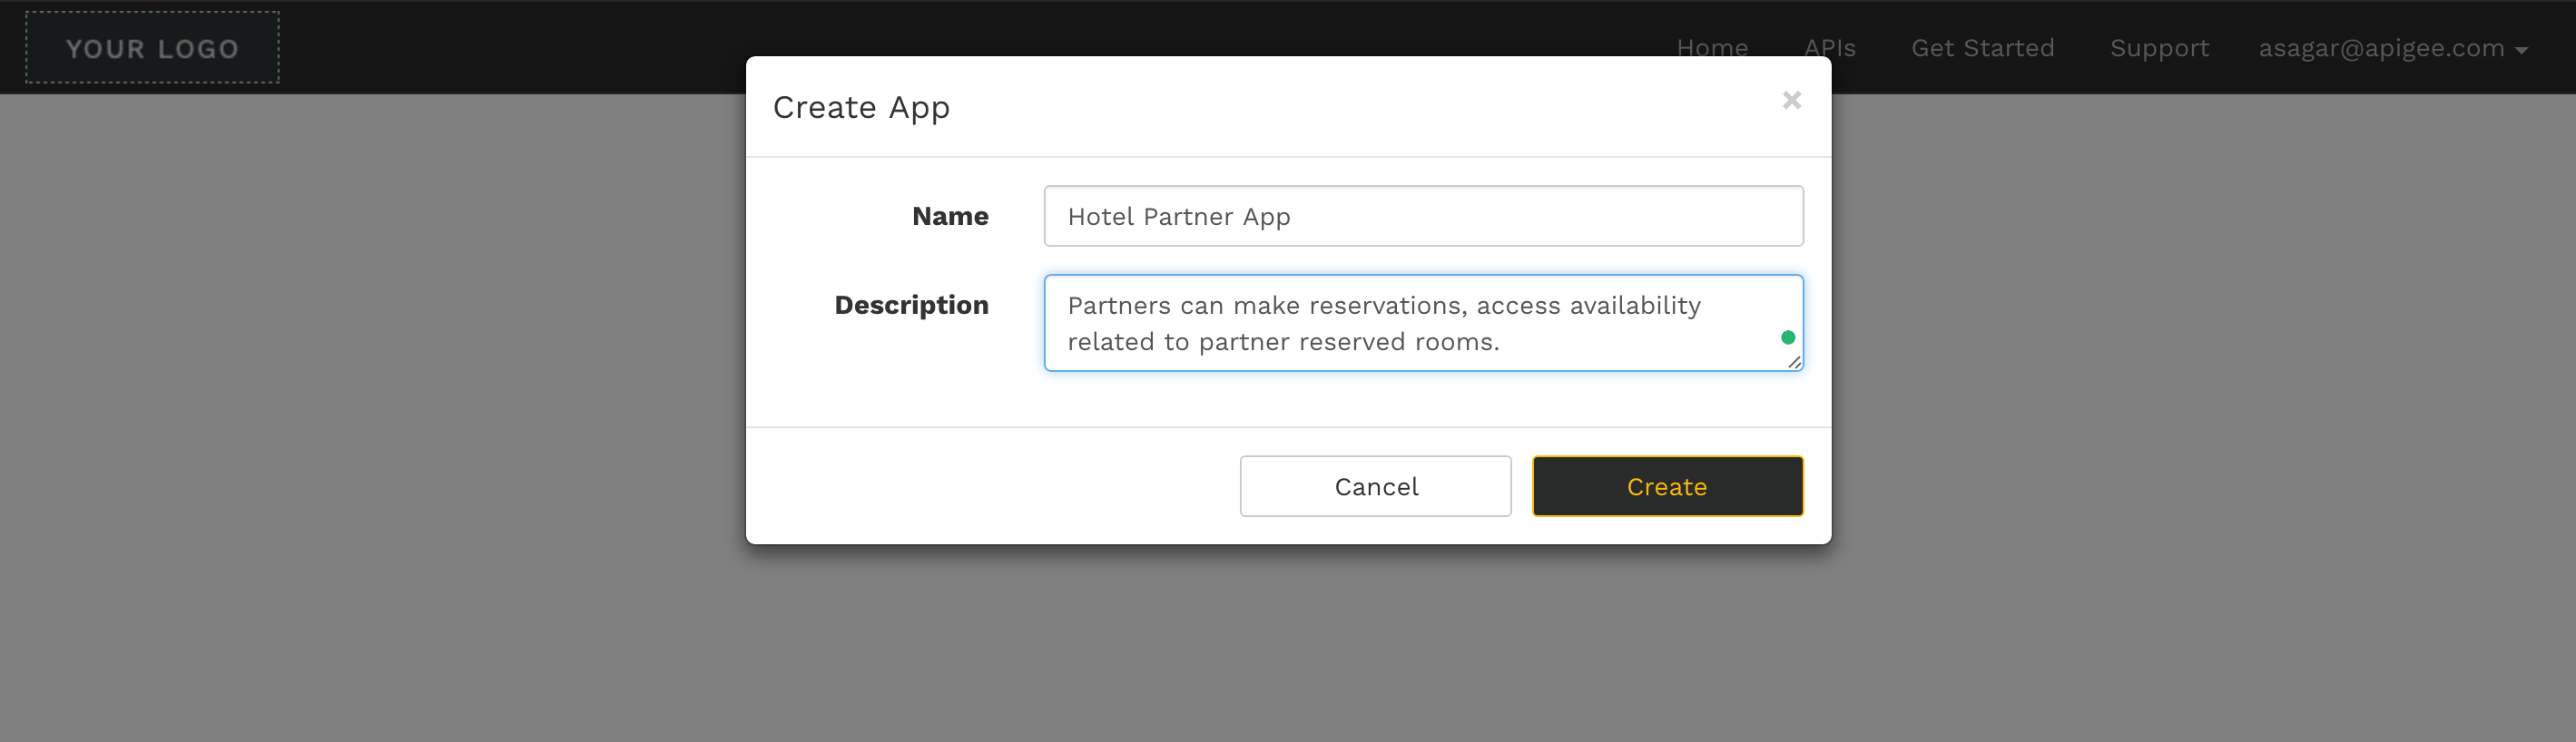 YOUR LOGO
Home APIs Get Started Support asagar@apigee.com
Create App
×
Name Hotel Partner App
Description Partners can make reservations, access availability
related to partner reserved rooms.
Cancel Create